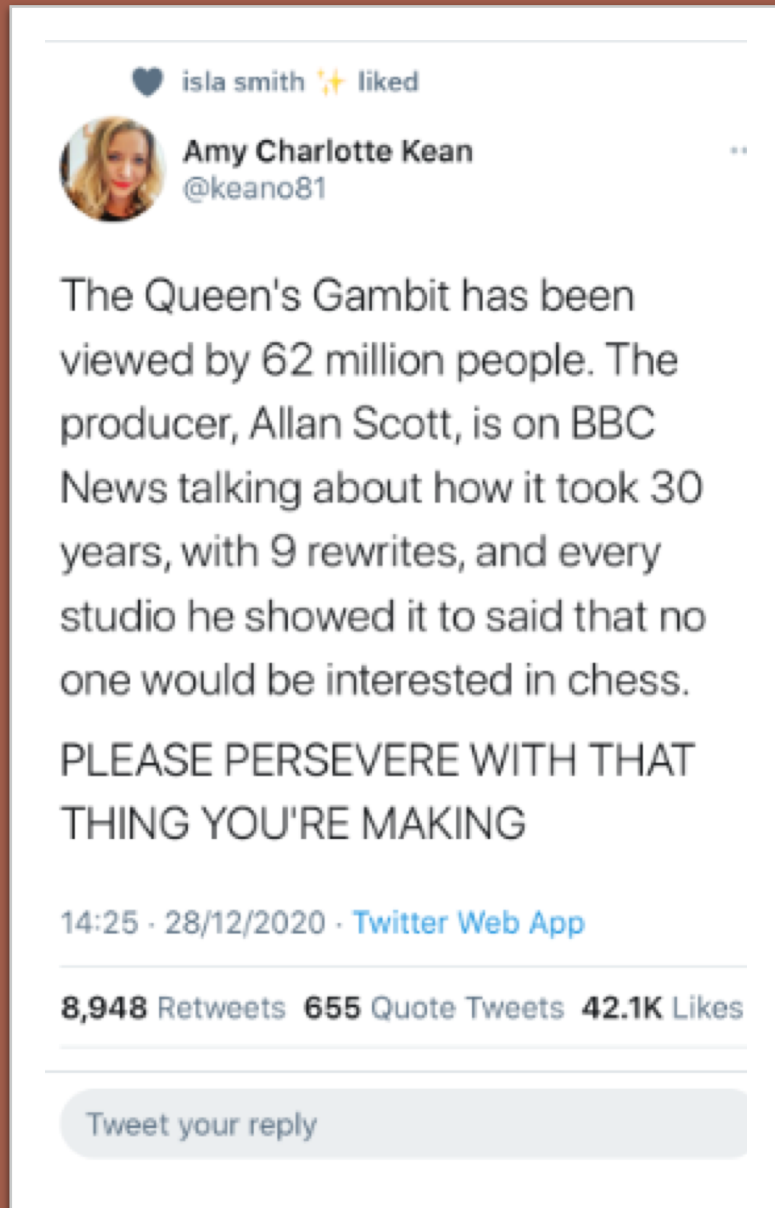 isla smith ✨ liked
Amy Charlotte Kean
@keano81
The Queen's Gambit has been
viewed by 62 million people. The
producer, Allan Scott, is on BBC
News talking about how it took 30
years, with 9 rewrites, and every
studio he showed it to said that no
one would be interested in chess.
PLEASE PERSEVERE WITH THAT
THING YOU'RE MAKING
14:25 · 28/12/2020 · Twitter Web App
8,948 Retweets 655 Quote Tweets 42.1K Likes
Tweet your reply